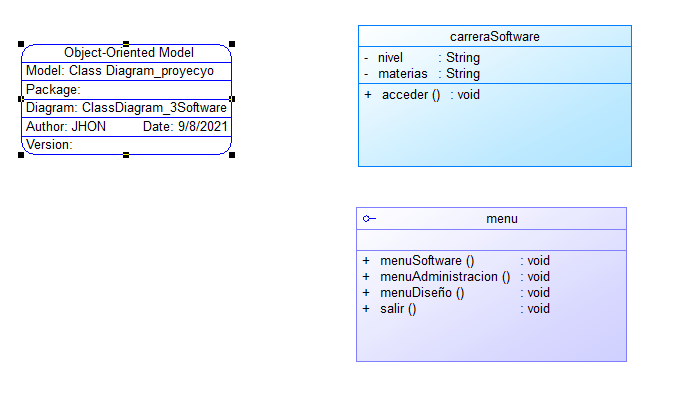 Object-Oriented Model
Model: Class Diagram_proyecyo
Package:
Diagram: ClassDiagram_3Software
Author: JHON Date: 9/8/2021
Version:
carreraSoftware
- nivel : String
- materias : String
+ acceder () : void
menu
+ menuSoftware () : void
+ menuAdministracion () : void
+ menuDiseño () : void
+ salir () : void